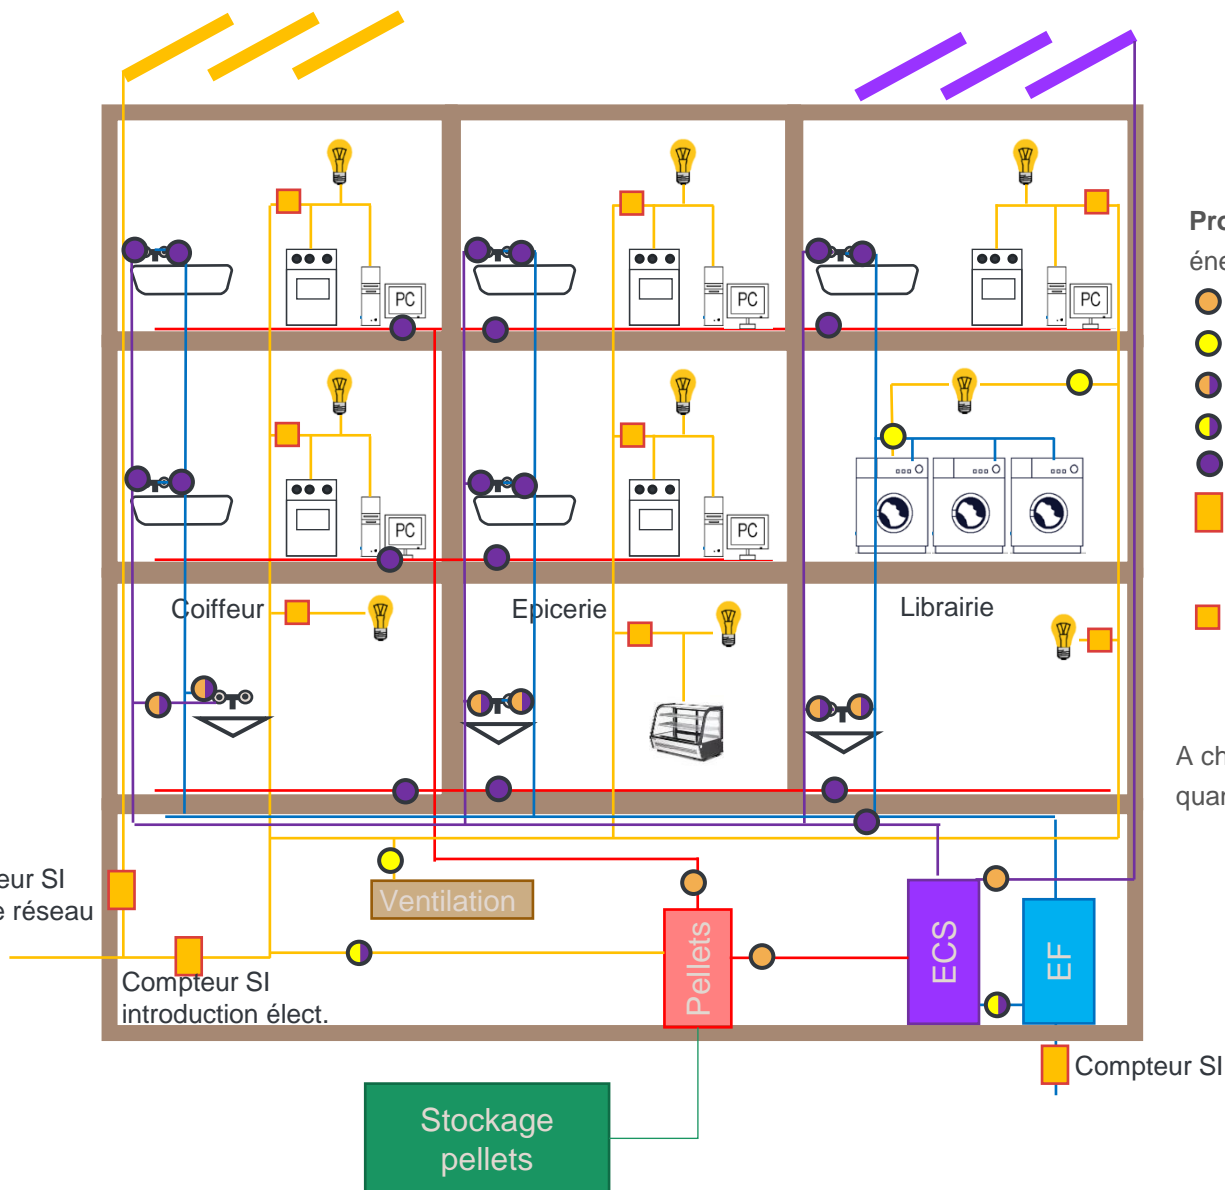 PC
PC
PC
Pro
éne
PC
PC
Coiffeur
Epicerie
Librairie
A ch
quar
eur SI
e réseau
Ventilation
Pellets
ECS
EF
Compteur SI
introduction élect.
Compteur SI
Stockage
pellets